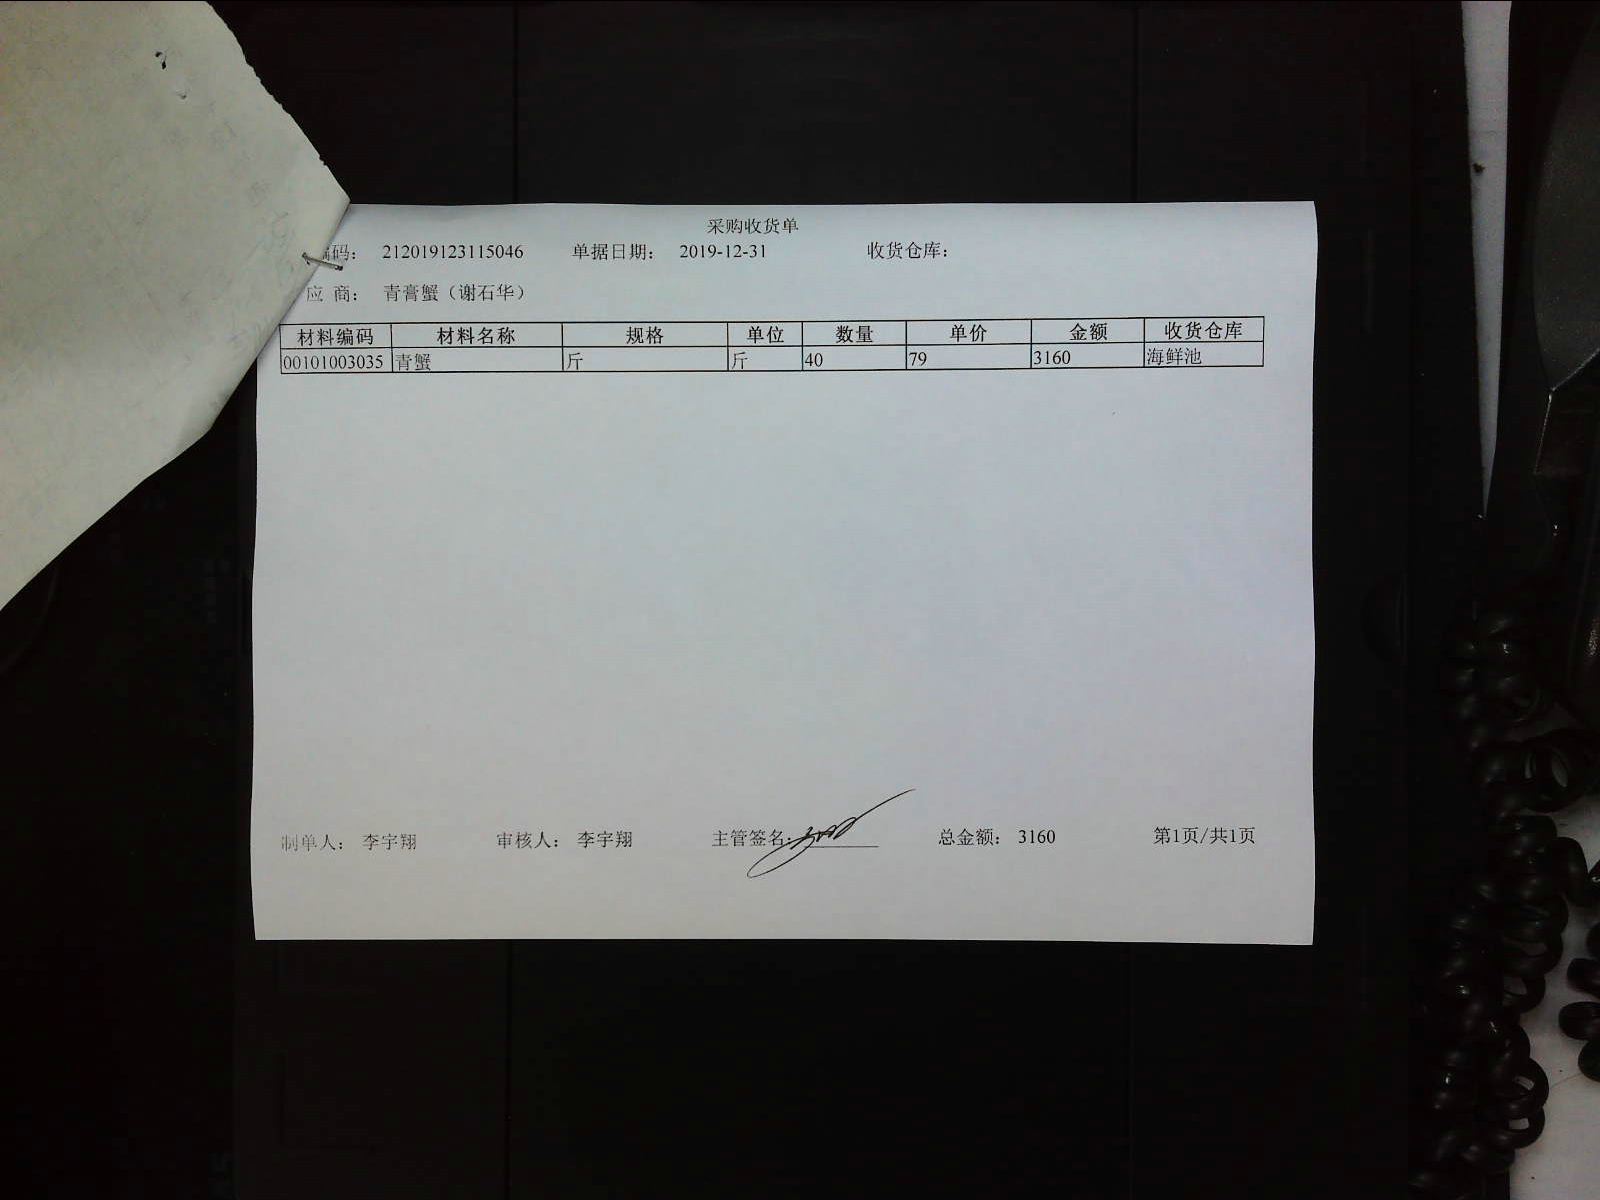 采购收货单
编码： 212019123115046 单据日期： 2019-12-31 收货仓库：
应 商： 青膏蟹（谢石华）
材料编码 材料名称 规格 单位 数量 单价 金额 收货仓库
00101003035 青蟹 斤 斤 40 79 3160 海鲜池
制单人： 李宇翔 审核人： 李宇翔 主管签名: 总金额： 3160 第1页/共1页